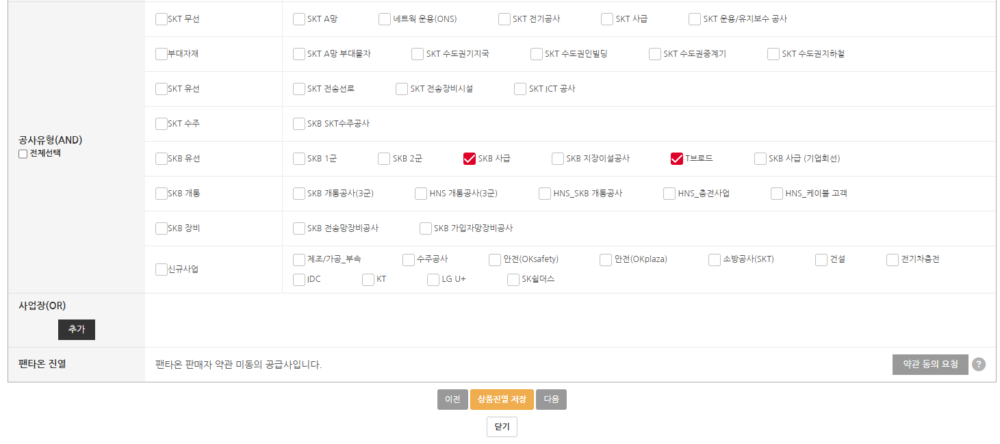 SKT 무선 SKT A망 네트웍 운용(ONS) SKT 전기공사 SKT 사급 SKT 운용/유지보수 공사
부대자재 SKT A망 부대물자 SKT 수도권기지국 SKT 수도권인빌딩 SKT 수도권중계기 SKT 수도권지하철
SKT 유선 SKT 전송선로 SKT 전송장비시설 SKT ICT 공사
SKT 수주 SKB SKT수주공사
공사유형(AND)
전체선택
SKB 유선 SKB 1군 SKB 2군 SKB 사급 SKB 지장이설공사 T브로드 SKB 사급 (기업회선)
SKB 개통 SKB 개통공사(3군) HNS 개통공사(3군) HNS_SKB 개통공사 HNS_충전사업 HNS_케이블 고객
SKB 장비 SKB 전송망장비공사 SKB 가입자망장비공사
신규사업 제조/가공_부속 수주공사 안전(OKsafety) 안전(OKplaza) 소방공사(SKT) 건설 전기차충전
IDC KT LG U+ SK쉴더스
사업장(OR)
추가
팬타온 진열 팬타온 판매자 약관 미동의 공급사입니다. 약관 동의 요청 ?
이전 상품진열 저장 다음
닫기